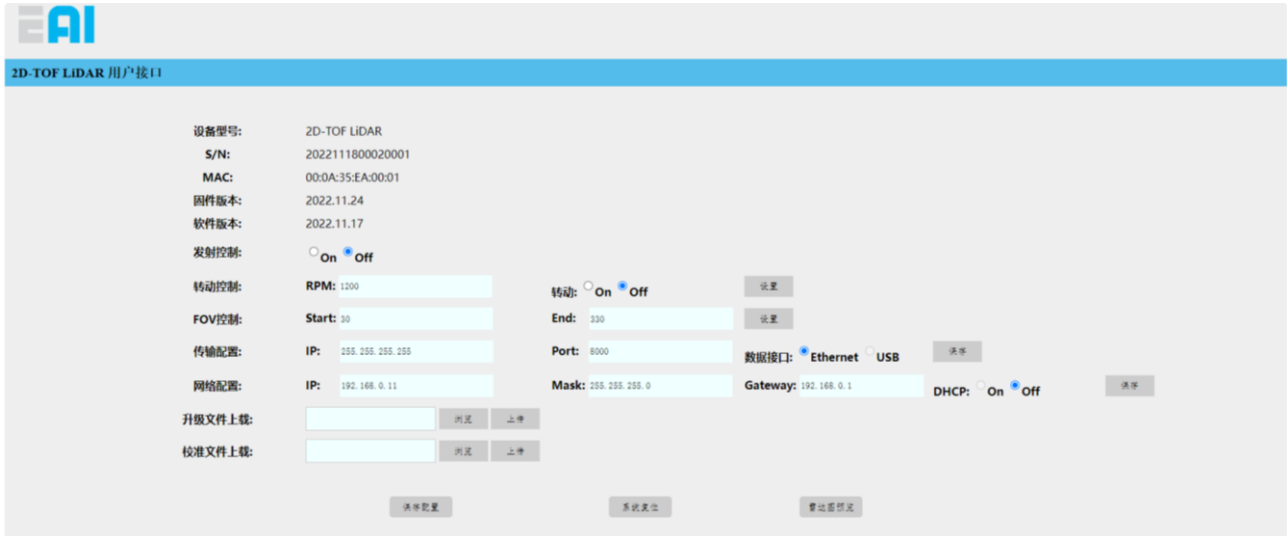 EAI
2D-TOF LiDAR 用户接口
设备型号: 2D-TOF LiDAR
S/N: 2022111800020001
MAC: 00:0A:35:EA:00:01
固件版本: 2022.11.24
软件版本: 2022.11.17
发射控制: On Off
转动控制: RPM: 1200 转动: On Off 设置
FOV控制: Start: 30 End: 330 设置
传输配置: IP: 255.255.255.255 Port: 8000 数据接口: Ethernet USB 保存
网络配置: IP: 192.168.0.11 Mask: 255.255.255.0 Gateway: 192.168.0.1 DHCP: On Off 保存
升级文件上载: 浏览 上传
校准文件上载: 浏览 上传
保存配置 系统复位 雷达图预览